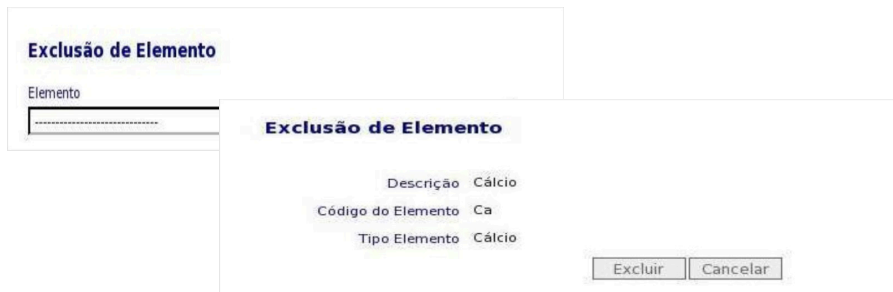 Exclusão de Elemento
Elemento
------------------------------
Exclusão de Elemento
Descrição Cálcio
Código do Elemento Ca
Tipo Elemento Cálcio
Excluir Cancelar